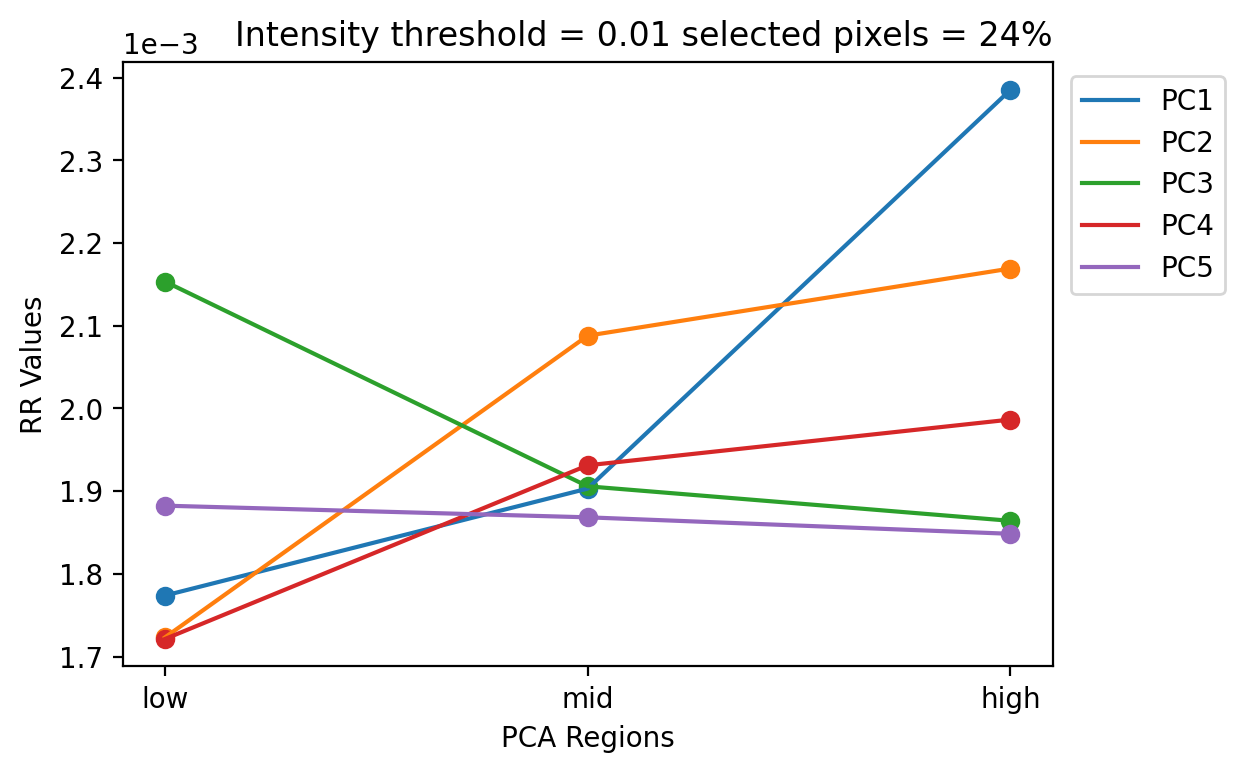 1e−3
Intensity threshold = 0.01 selected pixels = 24%
2.4
2.3
2.2
2.1
2.0
1.9
1.8
1.7
RR Values
low
mid
high
PCA Regions
PC1
PC2
PC3
PC4
PC5